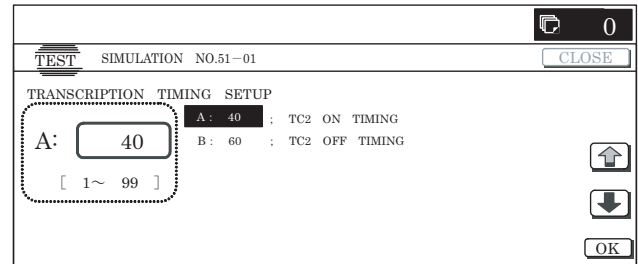 0
TEST SIMULATION NO.51-01 CLOSE
TRANSCRIPTION TIMING SETUP
A : 40 ; TC2 ON TIMING
A: 40
B : 60 ; TC2 OFF TIMING
[ 1～ 99 ]
OK